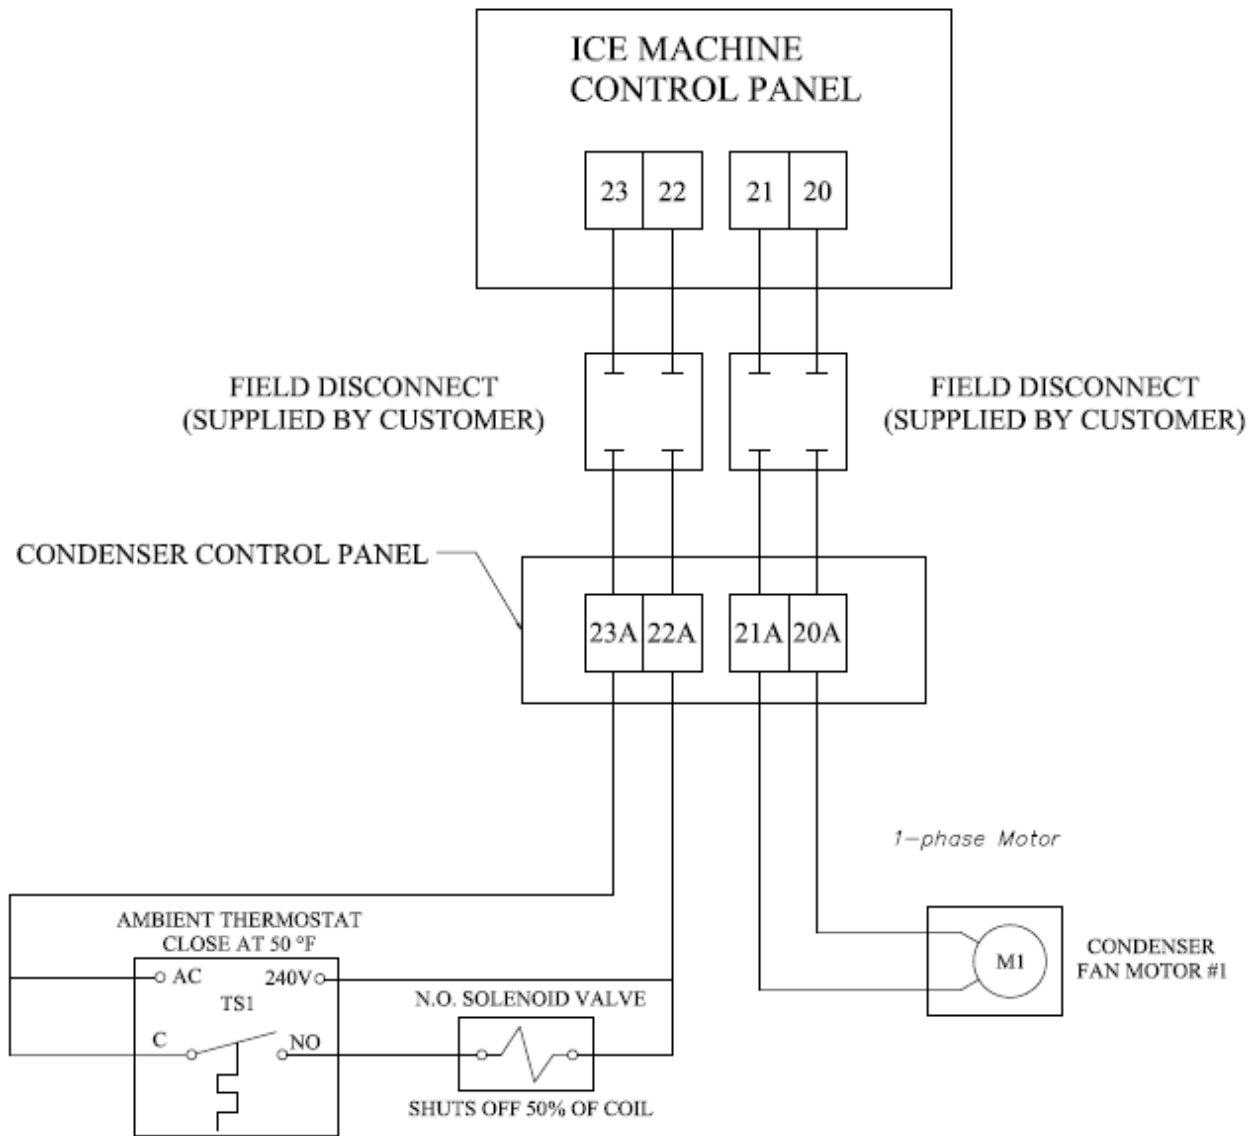 ICE MACHINE
CONTROL PANEL
23 22 21 20
FIELD DISCONNECT
(SUPPLIED BY CUSTOMER)
FIELD DISCONNECT
(SUPPLIED BY CUSTOMER)
CONDENSER CONTROL PANEL
23A 22A 21A 20A
1-phase Motor
AMBIENT THERMOSTAT
CLOSE AT 50 °F
AC 240V
TS1
C NO
N.O. SOLENOID VALVE
SHUTS OFF 50% OF COIL
M1
CONDENSER
FAN MOTOR #1